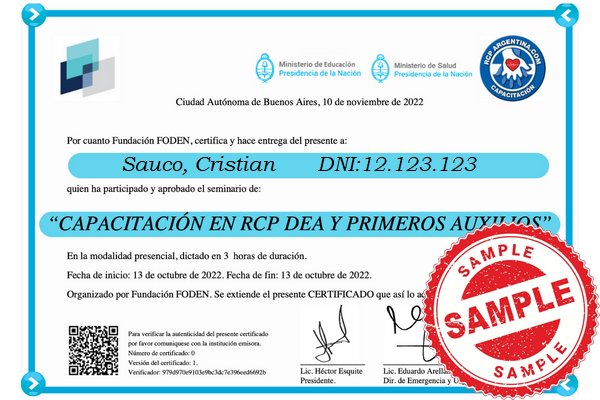 Ministerio de Educación
Presidencia de la Nación
Ministerio de Salud
Presidencia de la Nación
RCP ARGENTINA.COM
CAPACITACIÓN
Ciudad Autónoma de Buenos Aires, 10 de noviembre de 2022
Por cuanto Fundación FODEN, certifica y hace entrega del presente a:
Sauco, Cristian DNI:12.123.123
quien ha participado y aprobado el seminario de:
“CAPACITACIÓN EN RCP DEA Y PRIMEROS AUXILIOS”
En la modalidad presencial, dictado en 3 horas de duración.
Fecha de inicio: 13 de octubre de 2022. Fecha de fin: 13 de octubre de 2022.
Organizado por Fundación FODEN. Se extiende el presente CERTIFICADO que así lo
SAMPLE
SAMPLE
SAMPLE
Para verificar la autenticidad del presente certificado
por favor comuniquese con la institución emisora.
Número de certificado: 0
Versión del certificado: 1.
Verificador: 979d970e9103e9bc3dc7e396eed6692b
Lic. Héctor Esquite
Presidente.
Lic. Eduardo
Dir. de Emergencia y